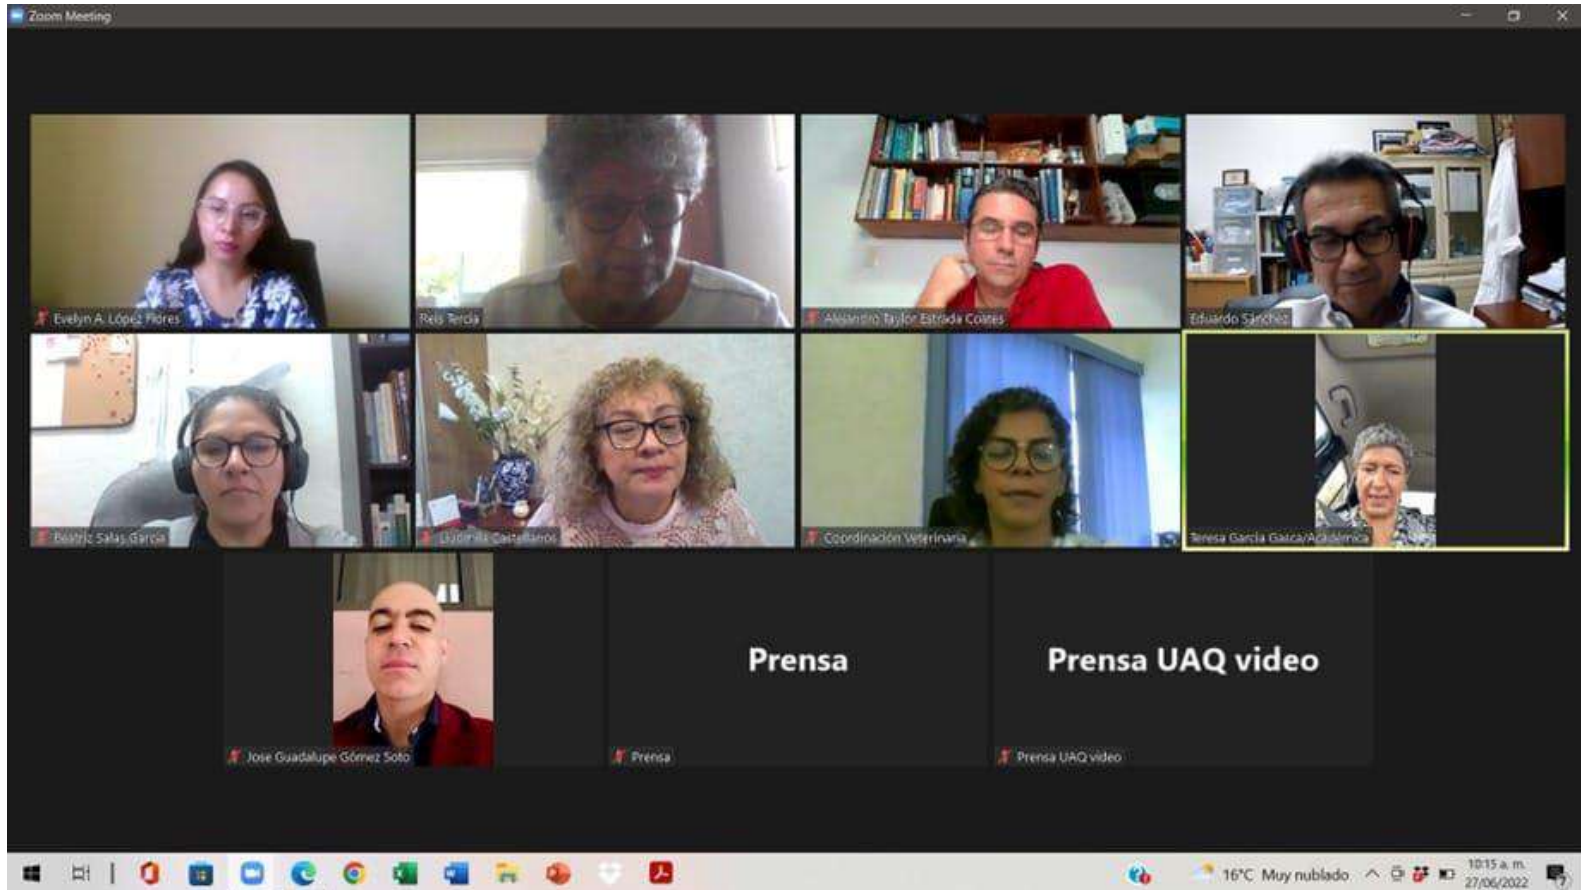 Zoom Meeting
Evelyn A. López Flores
Reis Tercia
Alejandro Taylor Estrada Coates
Eduardo Sánchez
Beatriz Salas Garcia
Liudmila Castellanos
Coordinación Veterinaria
Teresa García Gasca/Académica
Prensa
Prensa UAQ video
Jose Guadalupe Gómez Soto
Prensa
Prensa UAQ video
16°C Muy nublado
10:15 a. m.
27/06/2022